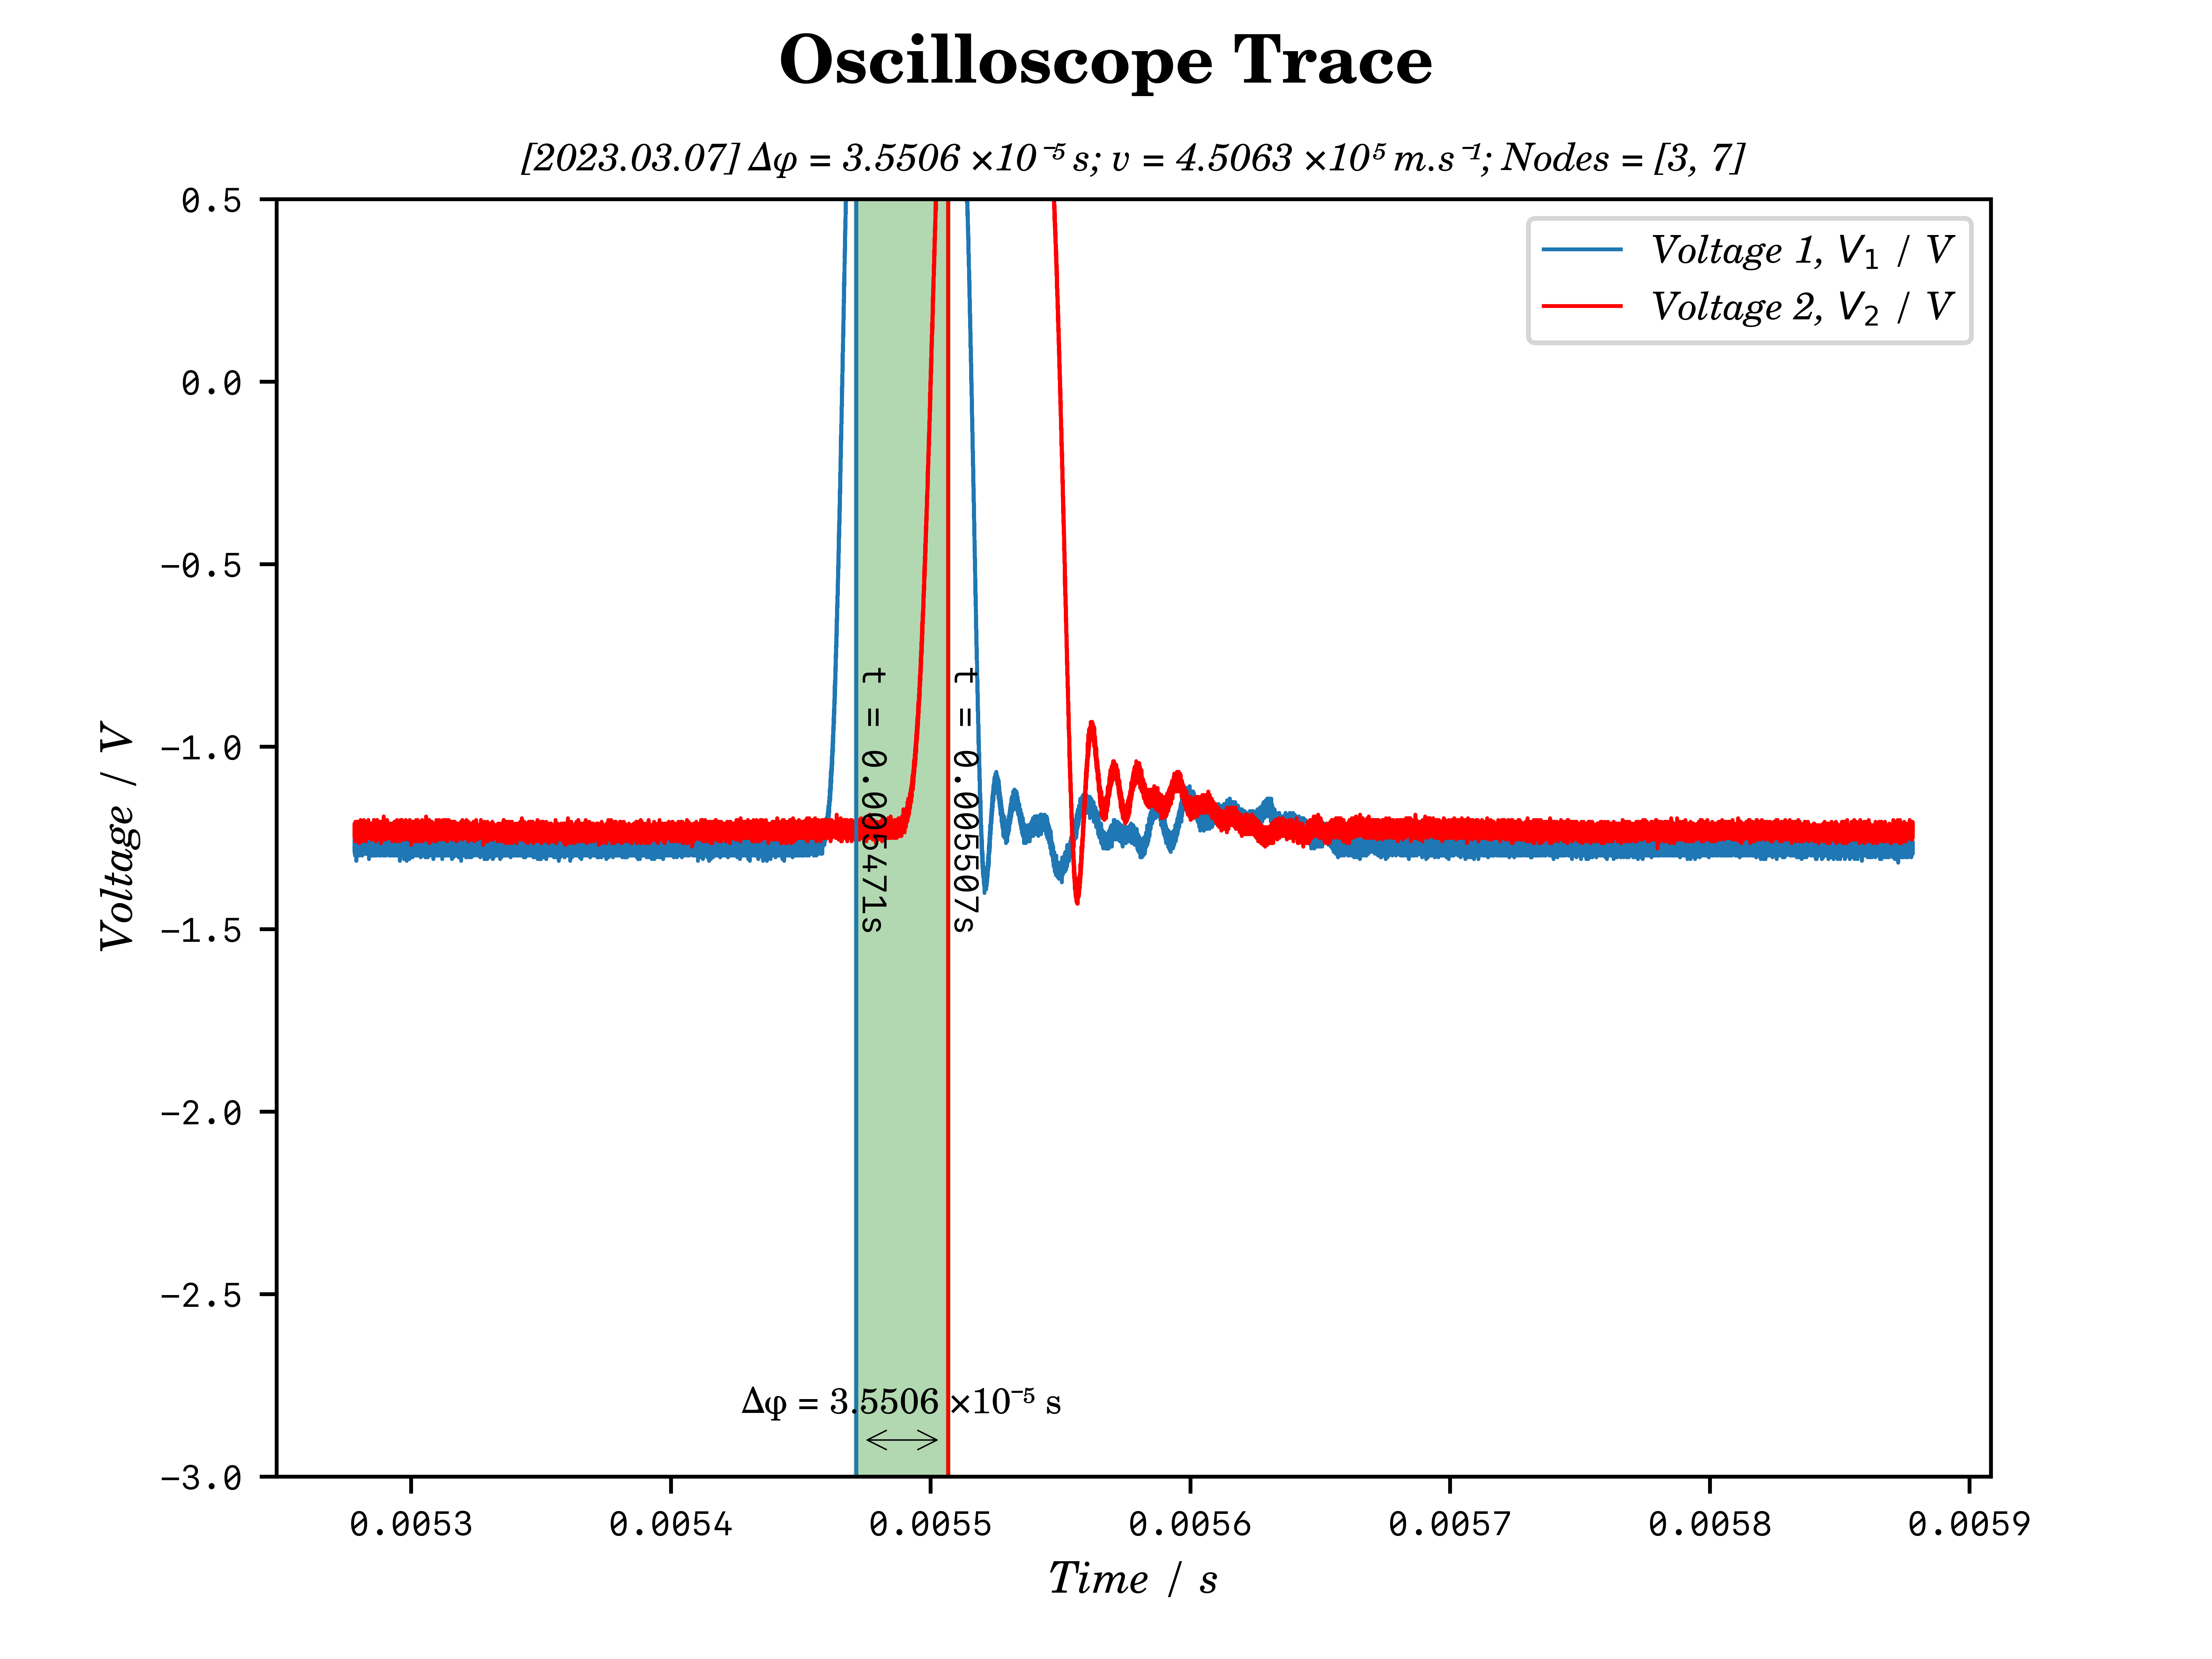 Oscilloscope Trace
[2023.03.07] Δφ = 3.5506 ×10⁻⁵ s; v = 4.5063 ×10⁵ m.s⁻¹; Nodes = [3, 7]
Voltage 1, V₁ / V
Voltage 2, V₂ / V
0.5
0.0
−0.5
−1.0
−1.5
−2.0
−2.5
−3.0
Voltage / V
t = 0.005471s
t = 0.005507s
Δφ = 3.5506 ×10⁻⁵ s
0.0053 0.0054 0.0055 0.0056 0.0057 0.0058 0.0059
Time / s